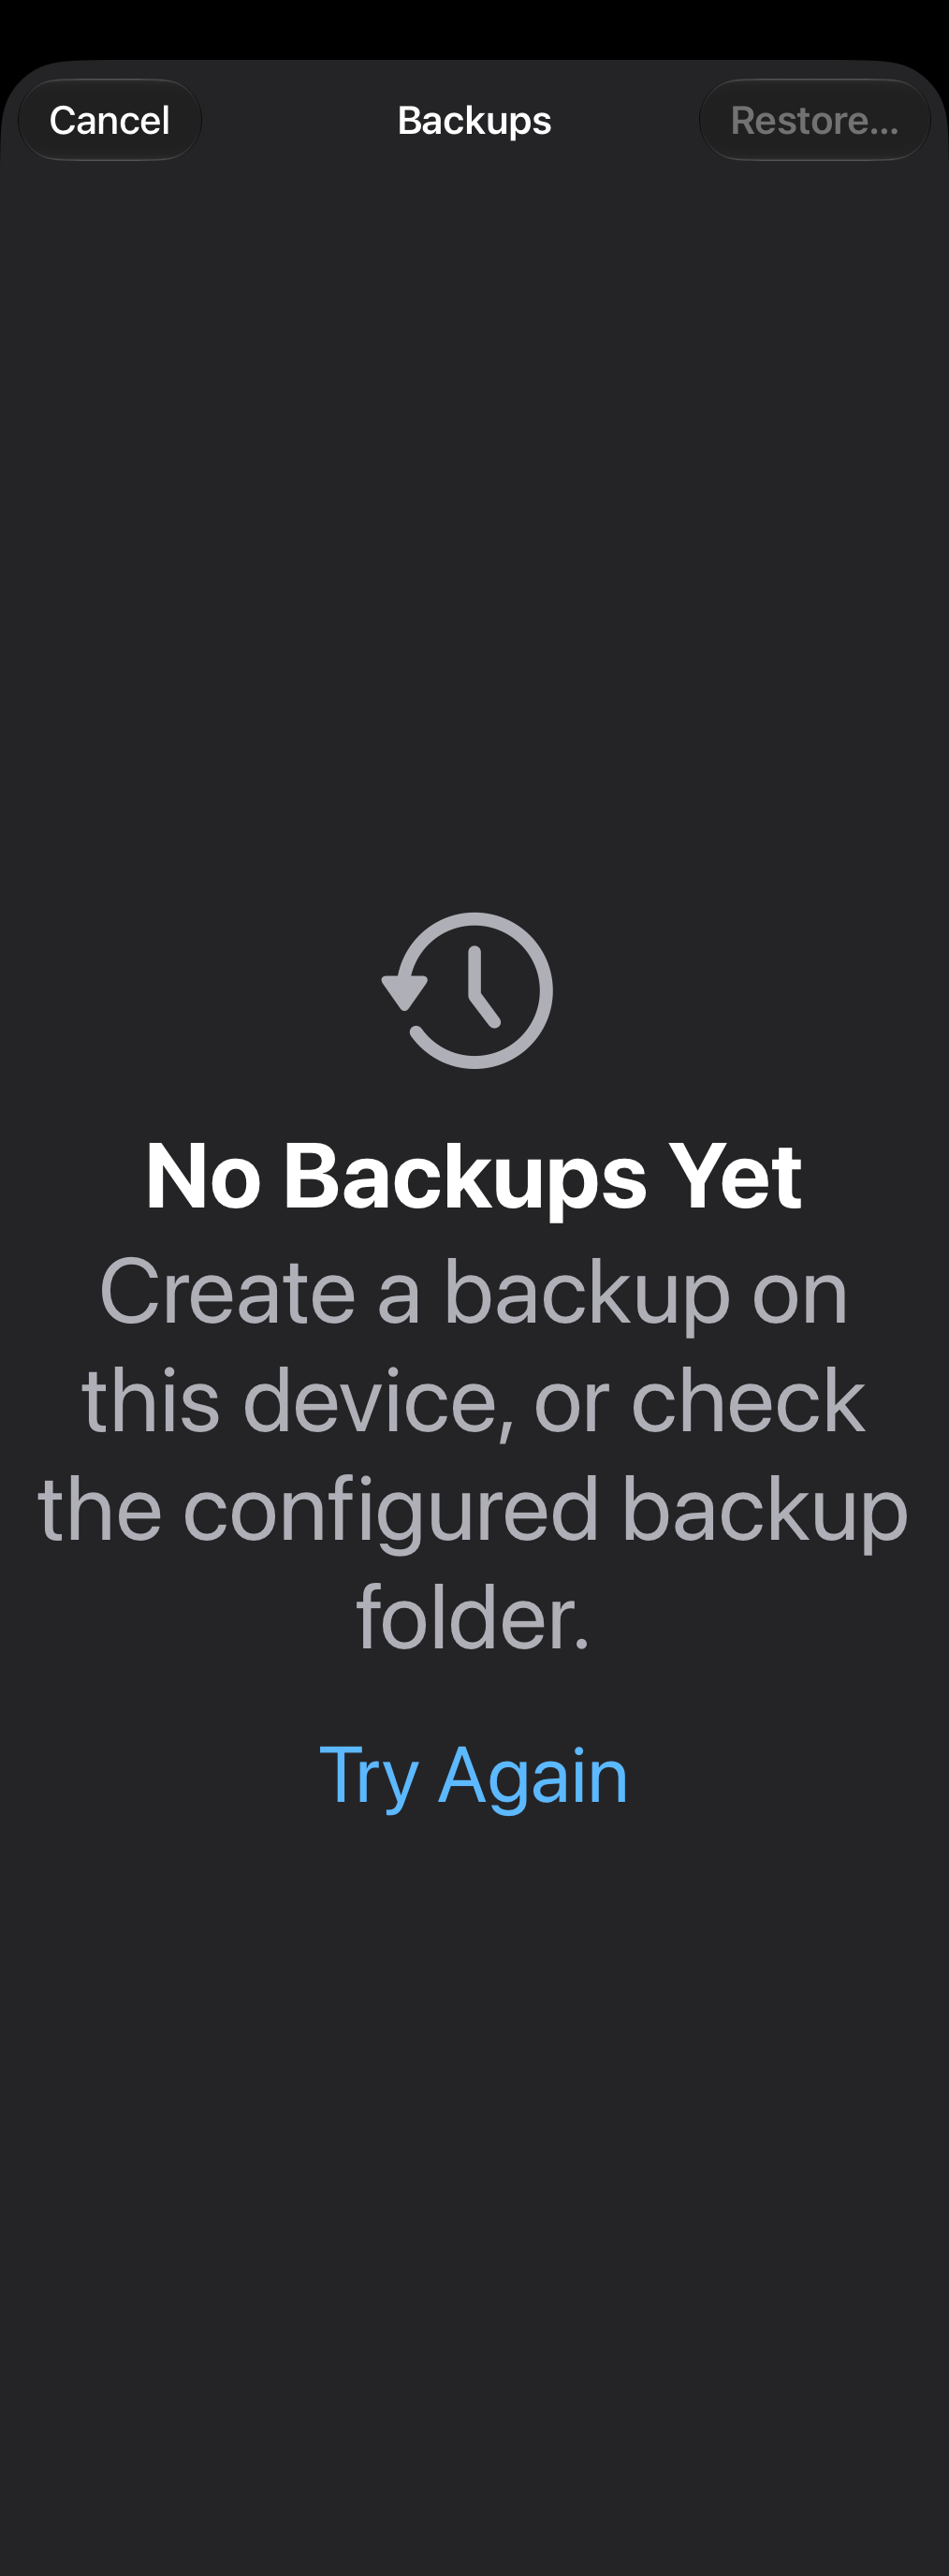 Cancel
Backups
Restore...
No Backups Yet
Create a backup on
this device, or check
the configured backup
folder.
Try Again